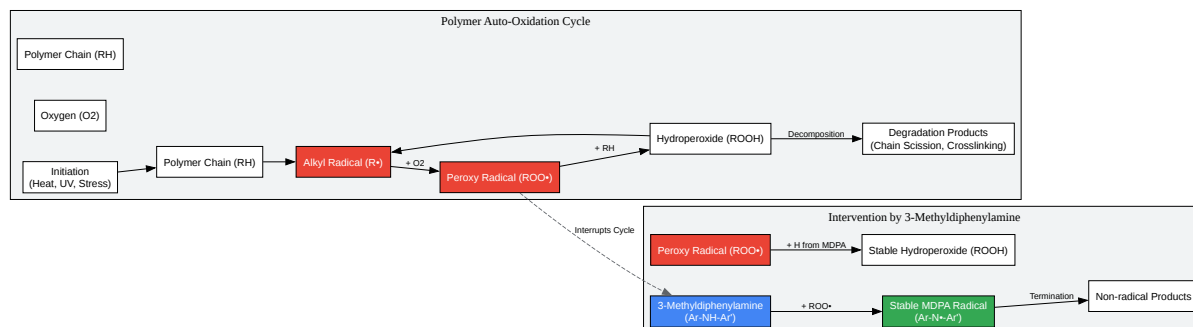 Polymer Auto-Oxidation Cycle
Polymer Chain (RH)
Oxygen (O2)
Initiation
(Heat, UV, Stress)
Polymer Chain (RH)
Alkyl Radical (R•)
+ O2
Peroxy Radical (ROO•)
+ RH
Hydroperoxide (ROOH)
Decomposition
Degradation Products
(Chain Scission, Crosslinking)
Interrupts Cycle
Intervention by 3-Methyldiphenylamine
Peroxy Radical (ROO•)
+ H from MDPA
Stable Hydroperoxide (ROOH)
3-Methyldiphenylamine
(Ar-NH-Ar')
+ ROO•
Stable MDPA Radical
(Ar-N•-Ar')
Termination
Non-radical Products